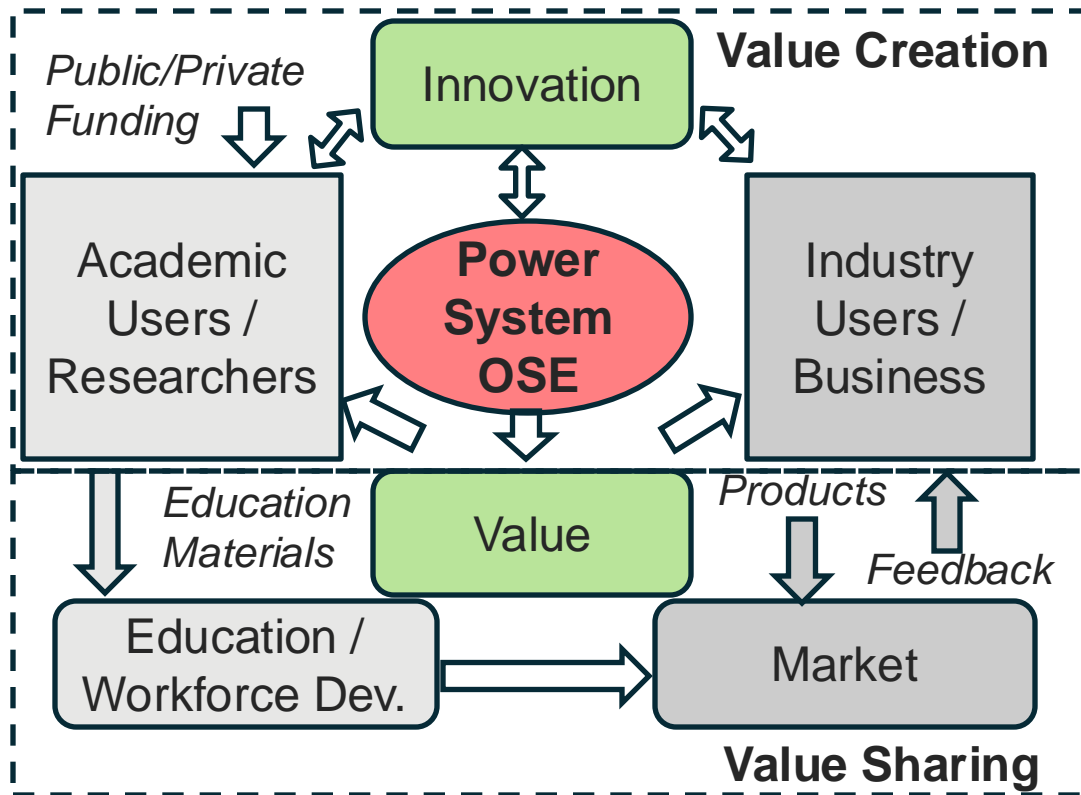 Value Creation
Public/Private
Funding
Innovation
Academic
Users /
Researchers
Power
System
OSE
Industry
Users /
Business
Education
Materials
Value
Products
Feedback
Education /
Workforce Dev.
Market
Value Sharing